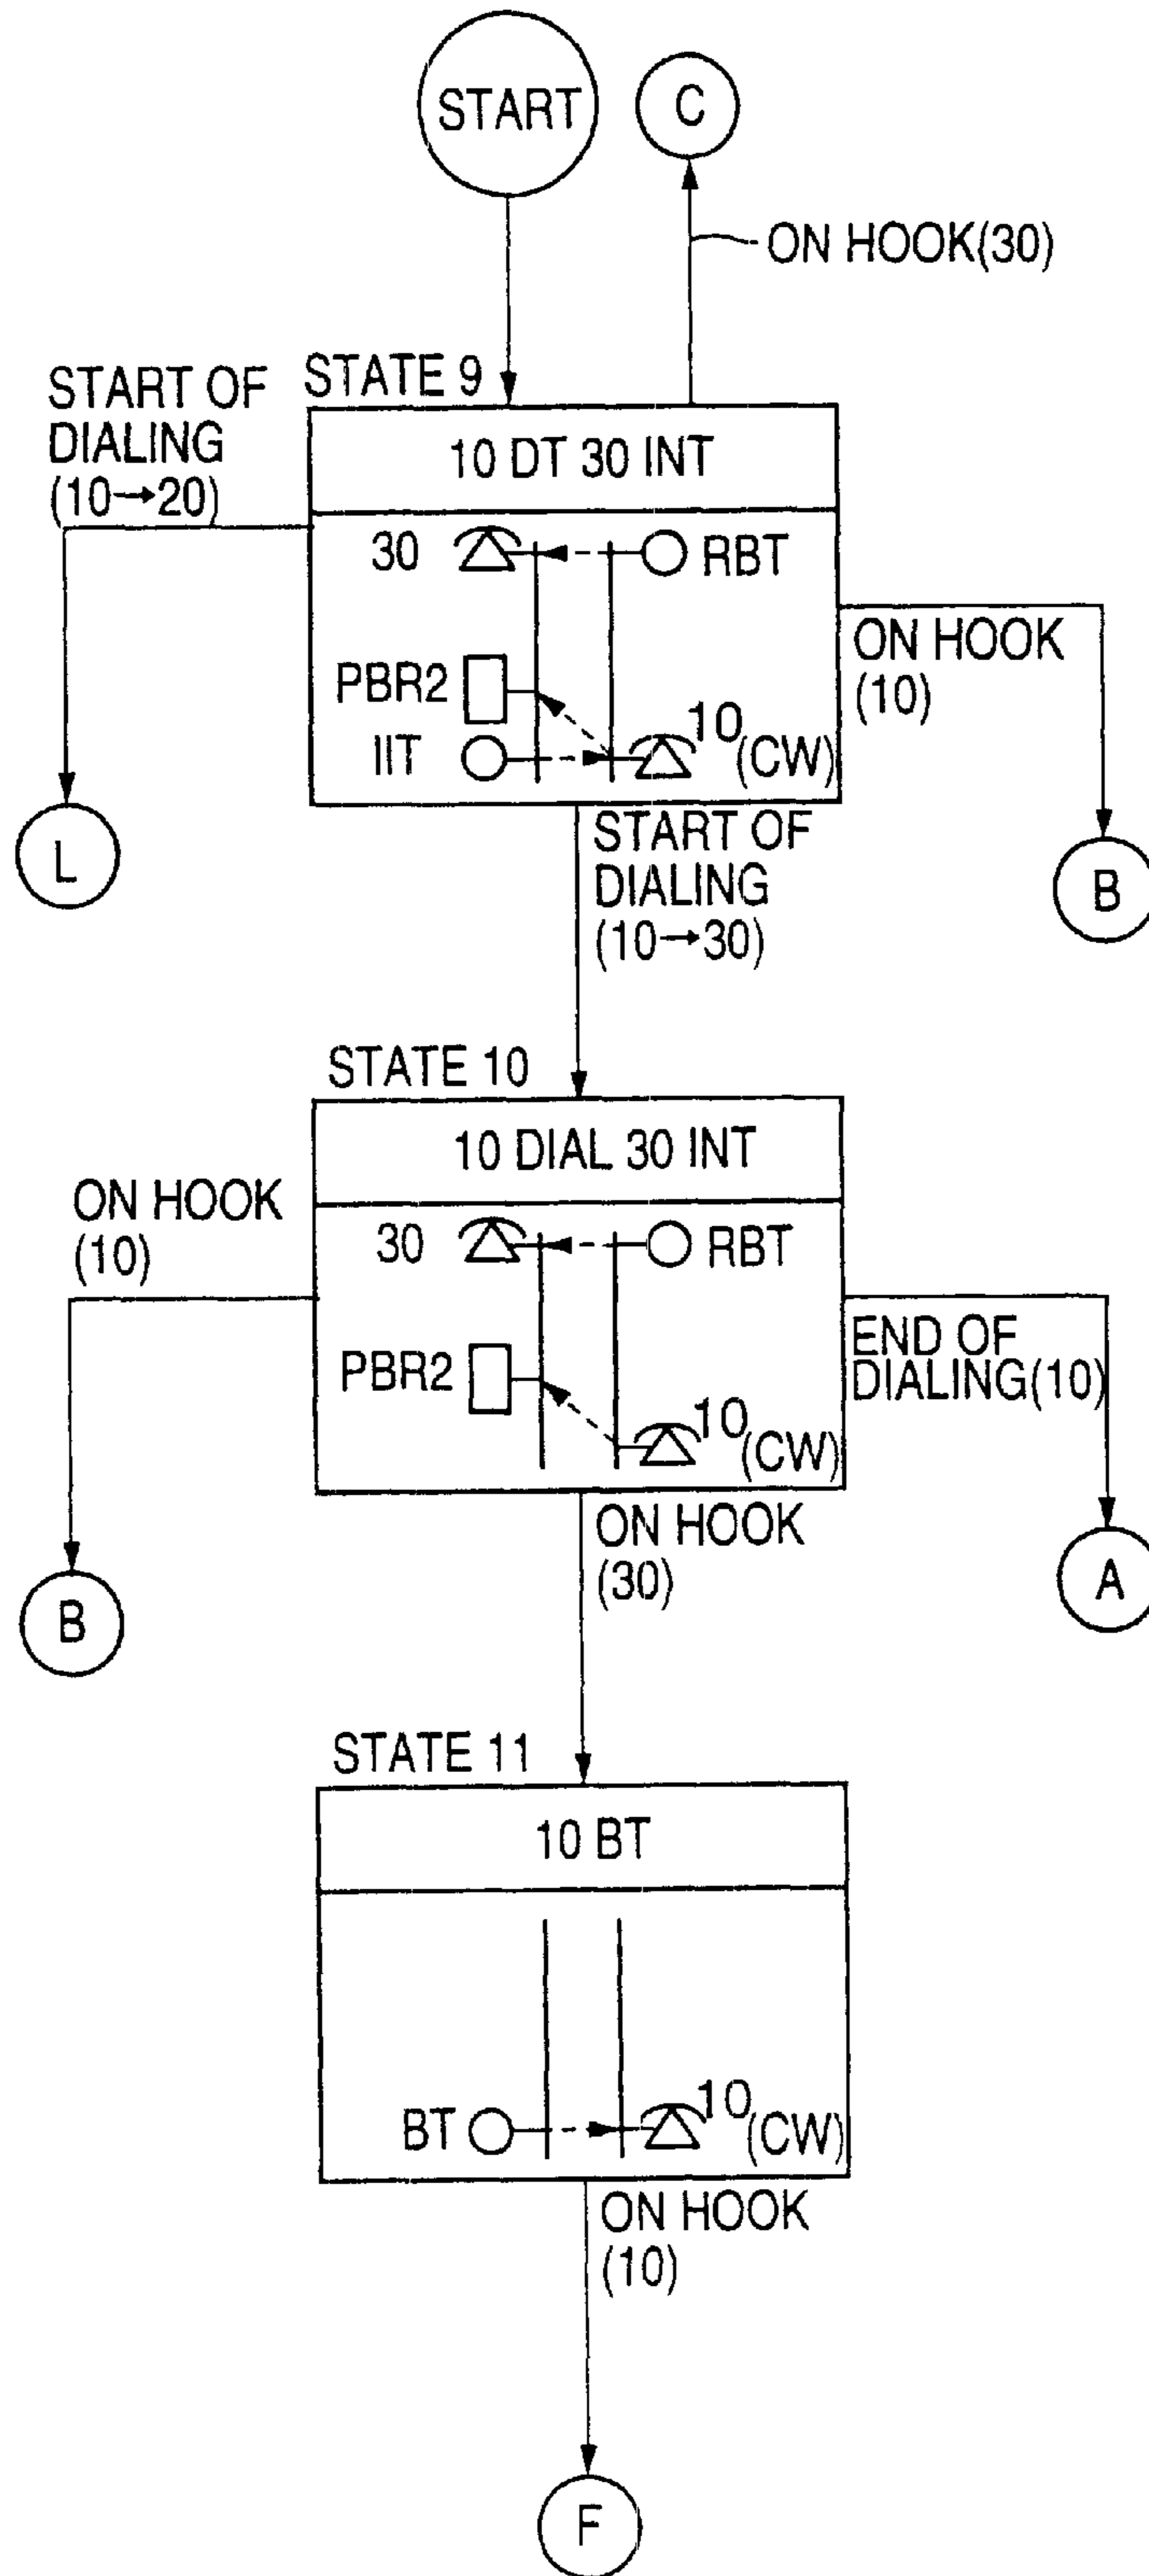 START
C
ON HOOK(30)
STATE 9
START OF
DIALING
(10→20)
10 DT 30 INT
30
RBT
PBR2
IIT
10
(CW)
ON HOOK
(10)
L
B
START OF
DIALING
(10→30)
STATE 10
10 DIAL 30 INT
ON HOOK
(10)
30
RBT
PBR2
10
(CW)
END OF
DIALING(10)
B
A
ON HOOK
(30)
STATE 11
10 BT
BT
10
(CW)
ON HOOK
(10)
F